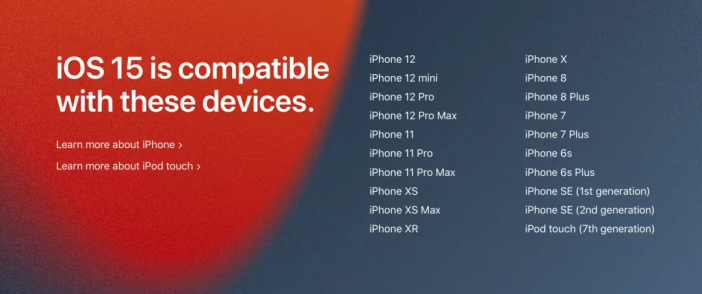 iOS 15 is compatible
with these devices.
Learn more about iPhone >
Learn more about iPod touch >
iPhone 12
iPhone 12 mini
iPhone 12 Pro
iPhone 12 Pro Max
iPhone 11
iPhone 11 Pro
iPhone 11 Pro Max
iPhone XS
iPhone XS Max
iPhone XR
iPhone X
iPhone 8
iPhone 8 Plus
iPhone 7
iPhone 7 Plus
iPhone 6s
iPhone 6s Plus
iPhone SE (1st generation)
iPhone SE (2nd generation)
iPod touch (7th generation)